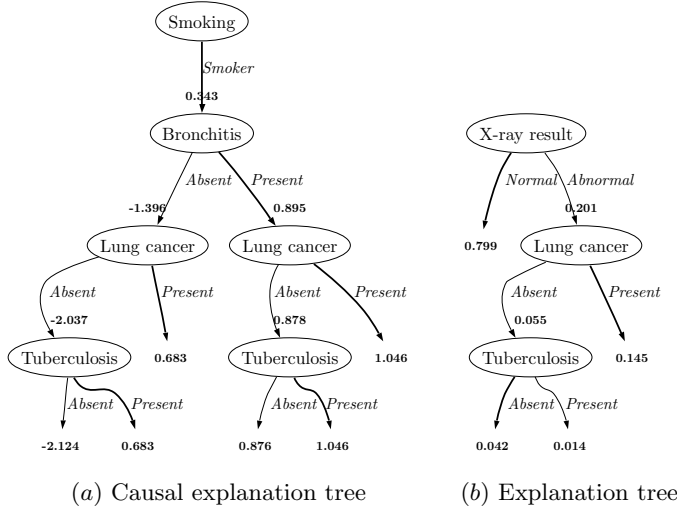 Smoking
Smoker
0.343
Bronchitis X-ray result
Absent Present Normal Abnormal
-1.396 0.895 0.201
0.799
Lung cancer Lung cancer Lung cancer
Absent Present Absent Present Absent Present
-2.037 0.878 0.055
0.683 1.046 0.145
Tuberculosis Tuberculosis Tuberculosis
Absent Present Absent Present Absent Present
-2.124 0.683 0.876 1.046 0.042 0.014
(a) Causal explanation tree (b) Explanation tree